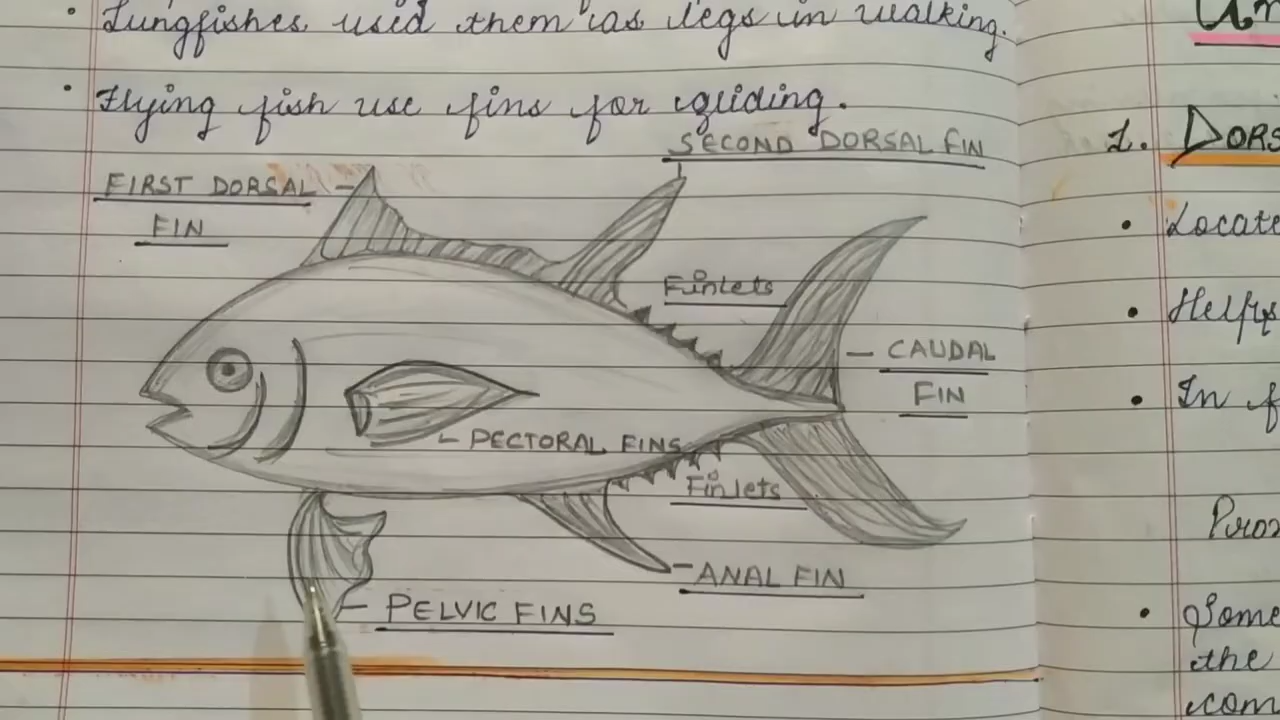 Lungfishes used them as legs in walking.
Flying fish use fins for gliding.
SECOND DORSAL FIN
FIRST DORSAL
FIN
Finlets
CAUDAL
FIN
PECTORAL FINS
Finlets
ANAL FIN
PELVIC FINS
1. DORS
Locate
Helps
In f
Some
the
com